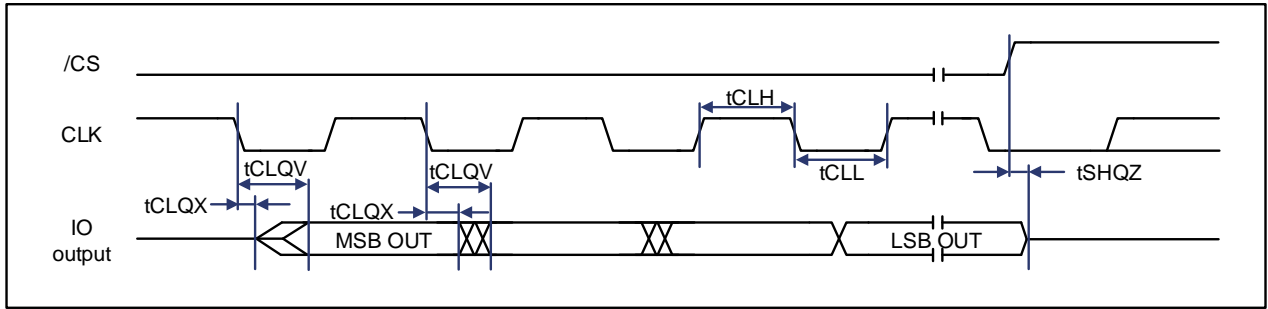 /CS
tCLH
CLK
tCLQV
tCLQV
tCLL
tSHQZ
tCLQX
tCLQX
IO
output
MSB OUT
LSB OUT